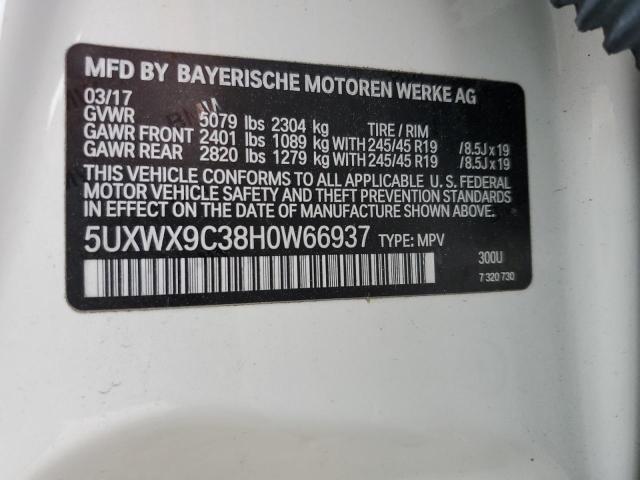 MFD BY BAYERISCHE MOTOREN WERKE AG
03/17
GVWR 5079 lbs 2304 kg TIRE / RIM
GAWR FRONT 2401 lbs 1089 kg WITH 245/45 R19 /8.5J x 19
GAWR REAR 2820 lbs 1279 kg WITH 245/45 R19 /8.5J x 19
THIS VEHICLE CONFORMS TO ALL APPLICABLE U.S. FEDERAL
MOTOR VEHICLE SAFETY AND THEFT PREVENTION STANDARDS
IN EFFECT ON THE DATE OF MANUFACTURE SHOWN ABOVE.
5UXWX9C38H0W66937 TYPE: MPV
300U
7 320 730